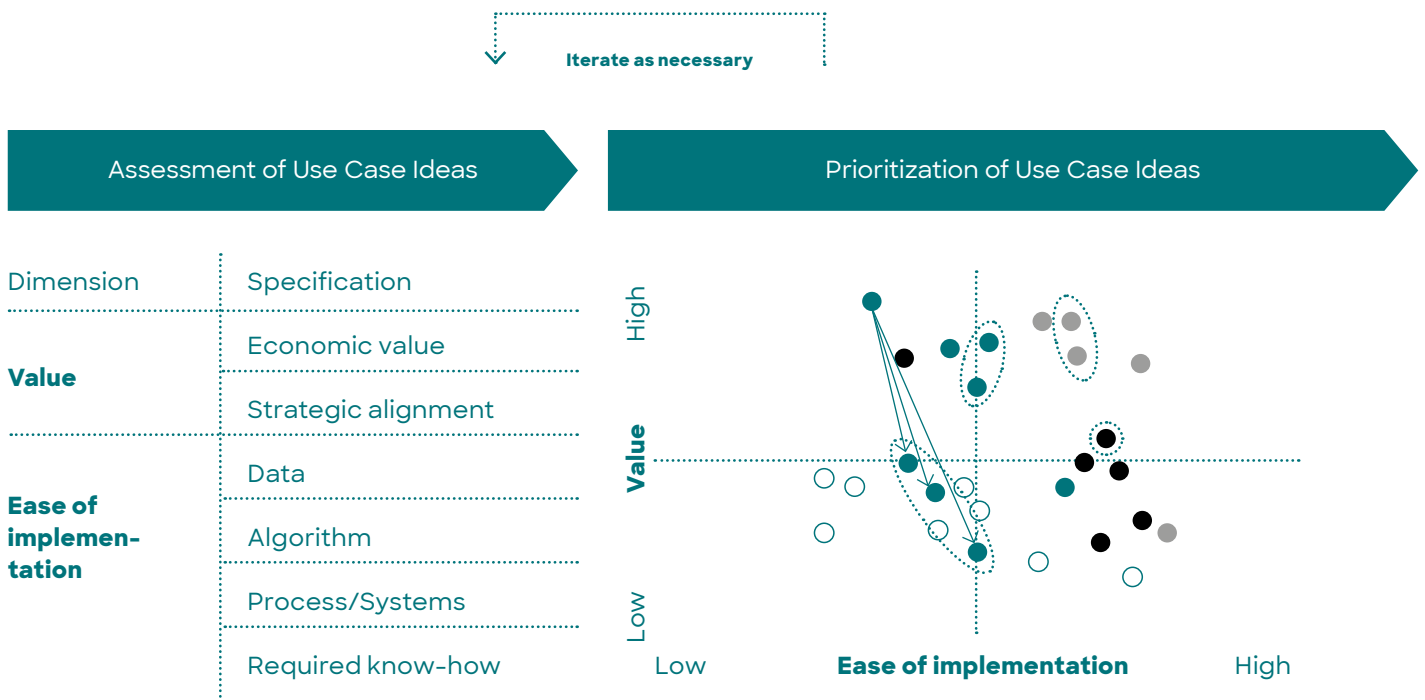 Iterate as necessary
Assessment of Use Case Ideas
Prioritization of Use Case Ideas
Dimension
Specification
Value
Economic value
Strategic alignment
Ease of
implemen-
tation
Data
Algorithm
Process/Systems
Required know-how
High
Value
Low
Low
Ease of implementation
High